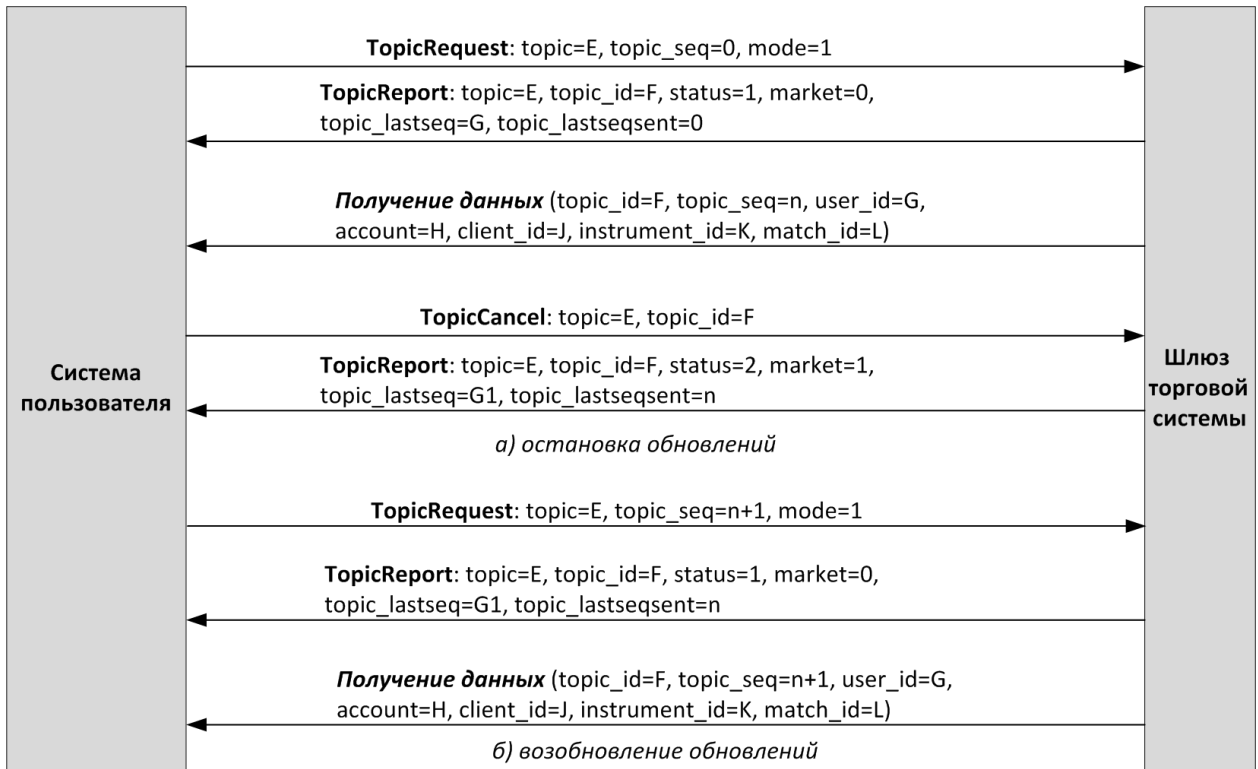 TopicRequest: topic=E, topic_seq=0, mode=1
TopicReport: topic=E, topic_id=F, status=1, market=0,
topic_lastseq=G, topic_lastseqsent=0
Получение данных (topic_id=F, topic_seq=n, user_id=G,
account=H, client_id=J, instrument_id=K, match_id=L)
TopicCancel: topic=E, topic_id=F
Система
пользователя
TopicReport: topic=E, topic_id=F, status=2, market=1,
topic_lastseq=G1, topic_lastseqsent=n
Шлюз
торговой
системы
а) остановка обновлений
TopicRequest: topic=E, topic_seq=n+1, mode=1
TopicReport: topic=E, topic_id=F, status=1, market=0,
topic_lastseq=G1, topic_lastseqsent=n
Получение данных (topic_id=F, topic_seq=n+1, user_id=G,
account=H, client_id=J, instrument_id=K, match_id=L)
б) возобновление обновлений